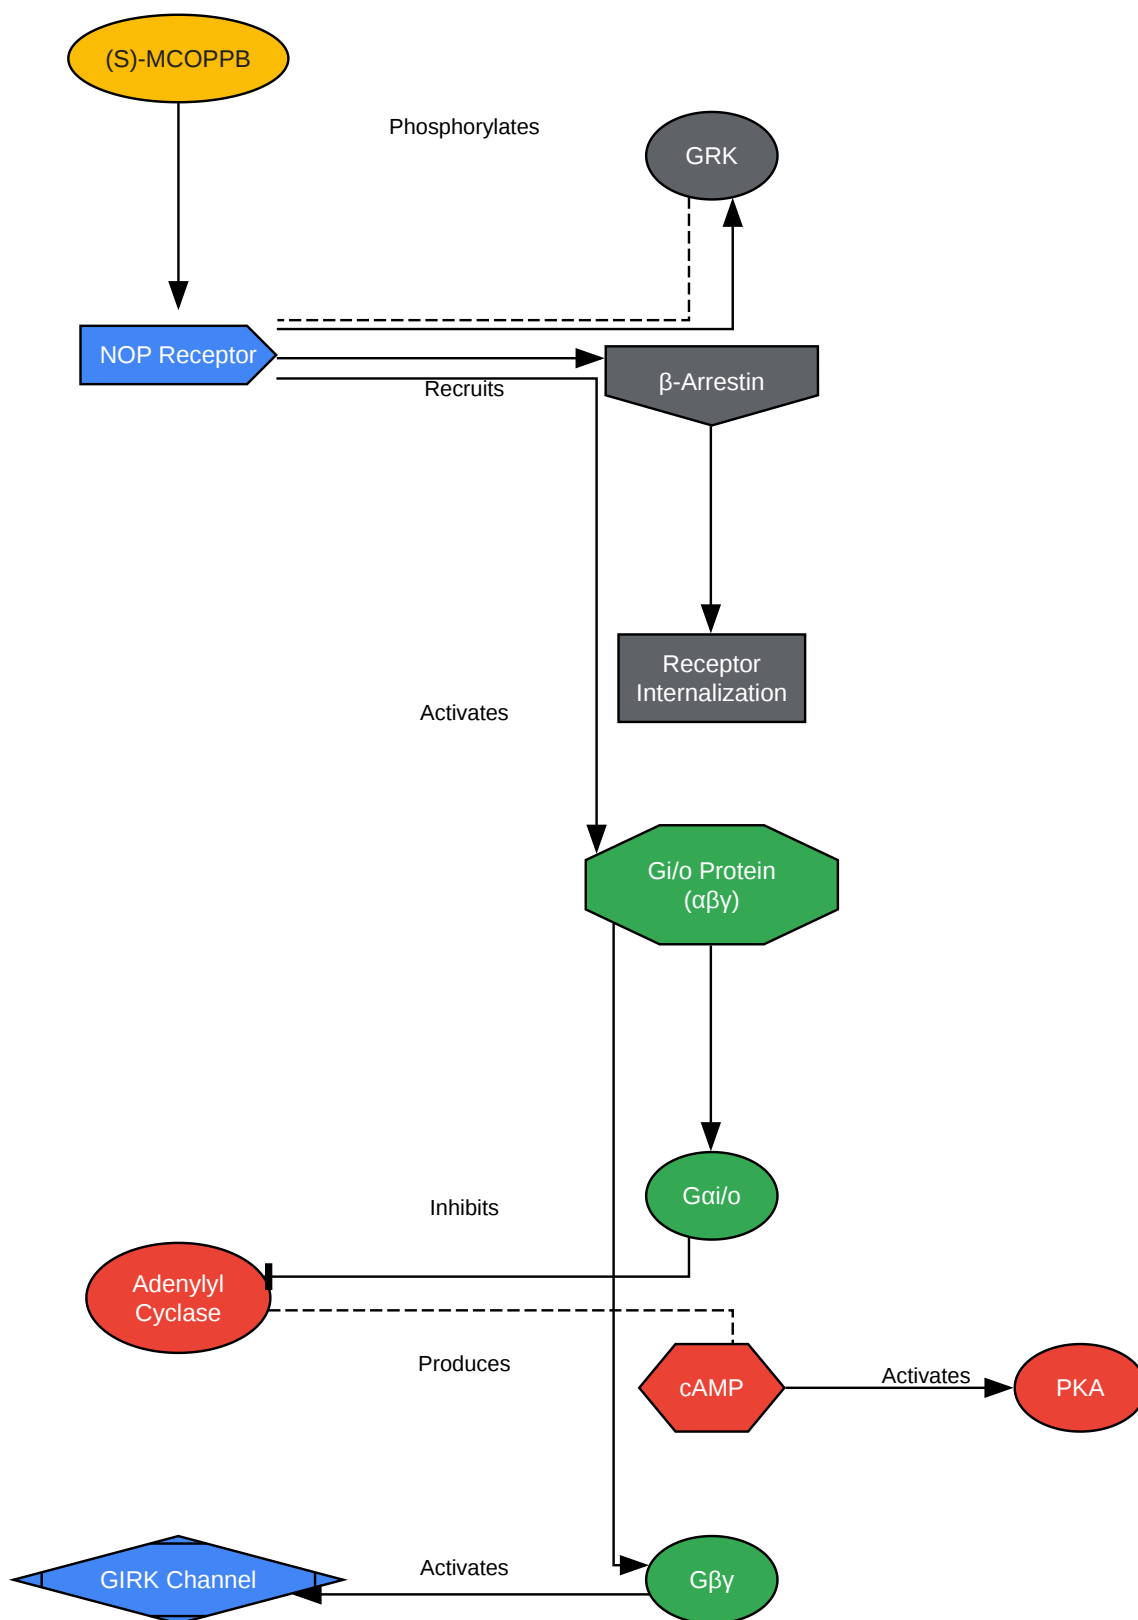 (S)-MCOPPB
Phosphorylates
GRK
NOP Receptor
β-Arrestin
Recruits
Receptor
Internalization
Activates
Gi/o Protein
(αβγ)
Gαi/o
Inhibits
Adenylyl
Cyclase
Produces
cAMP
Activates
PKA
GIRK Channel
Activates
Gβγ